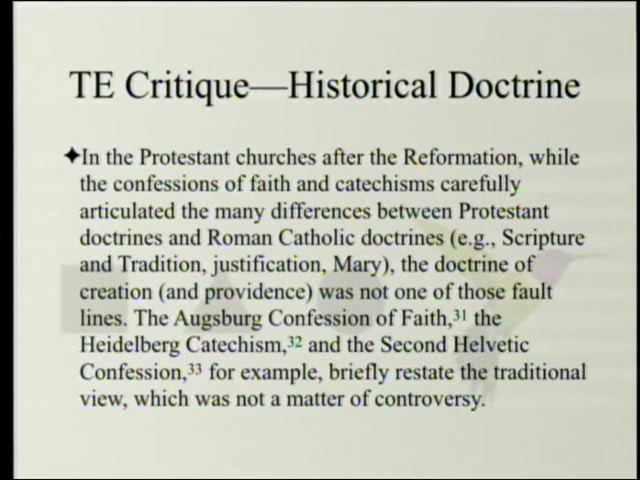 TE Critique—Historical Doctrine
✦In the Protestant churches after the Reformation, while
the confessions of faith and catechisms carefully
articulated the many differences between Protestant
doctrines and Roman Catholic doctrines (e.g., Scripture
and Tradition, justification, Mary), the doctrine of
creation (and providence) was not one of those fault
lines. The Augsburg Confession of Faith,³¹ the
Heidelberg Catechism,³² and the Second Helvetic
Confession,³³ for example, briefly restate the traditional
view, which was not a matter of controversy.